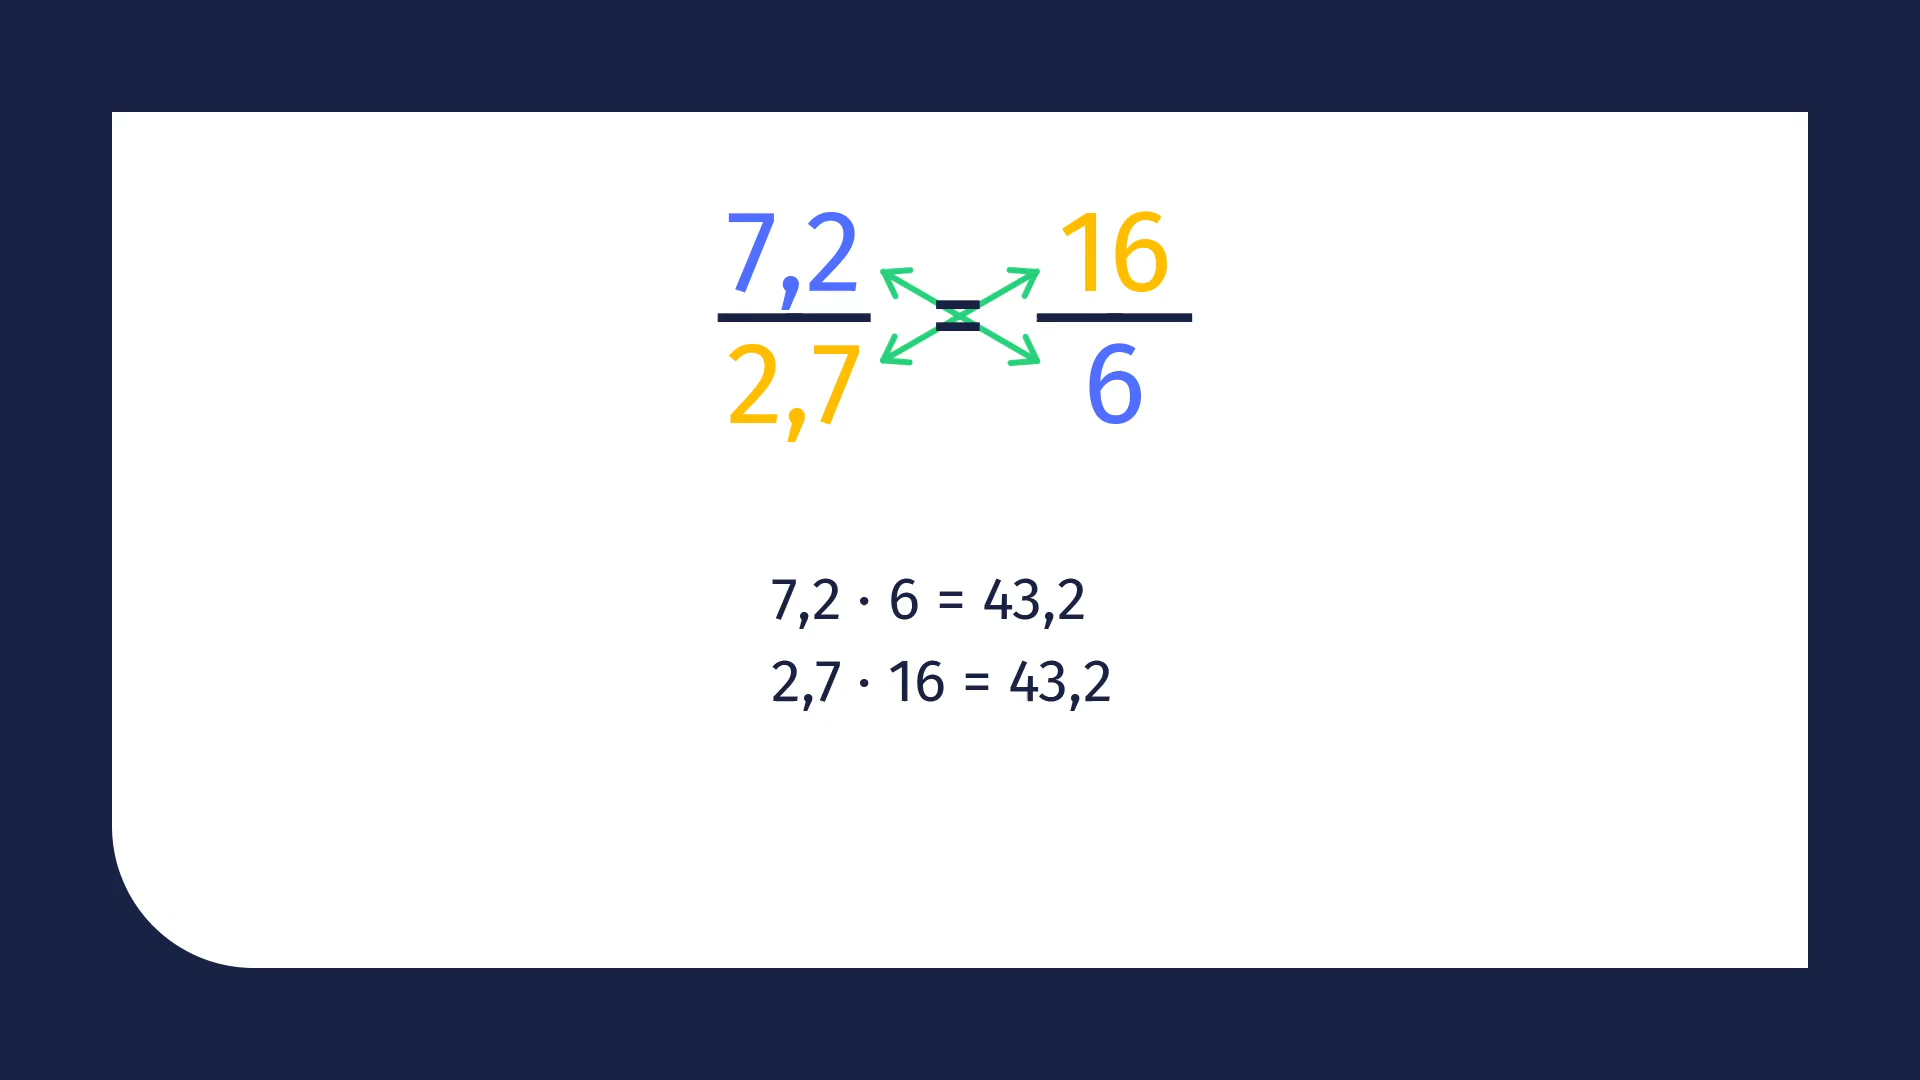 7,2 = 16
2,7 6
7,2 · 6 = 43,2
2,7 · 16 = 43,2